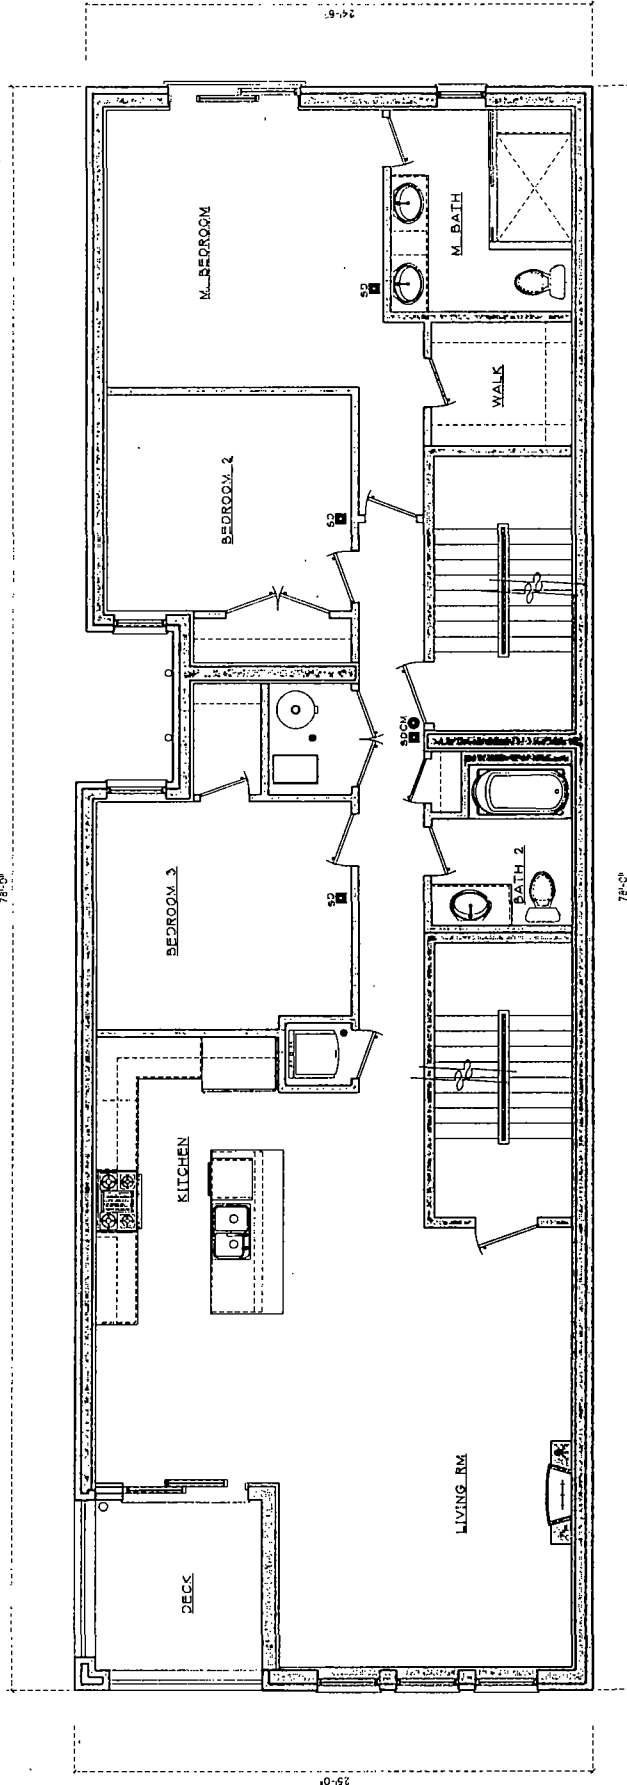 24'-6"
M. BEDROOM
M BATH
SD
WALK
BEDROOM 2
SD
SDCM
78'-0"
78'-0"
BEDROOM 3
SD
BATH 2
KITCHEN
LIVING RM
DECK
25'-0"